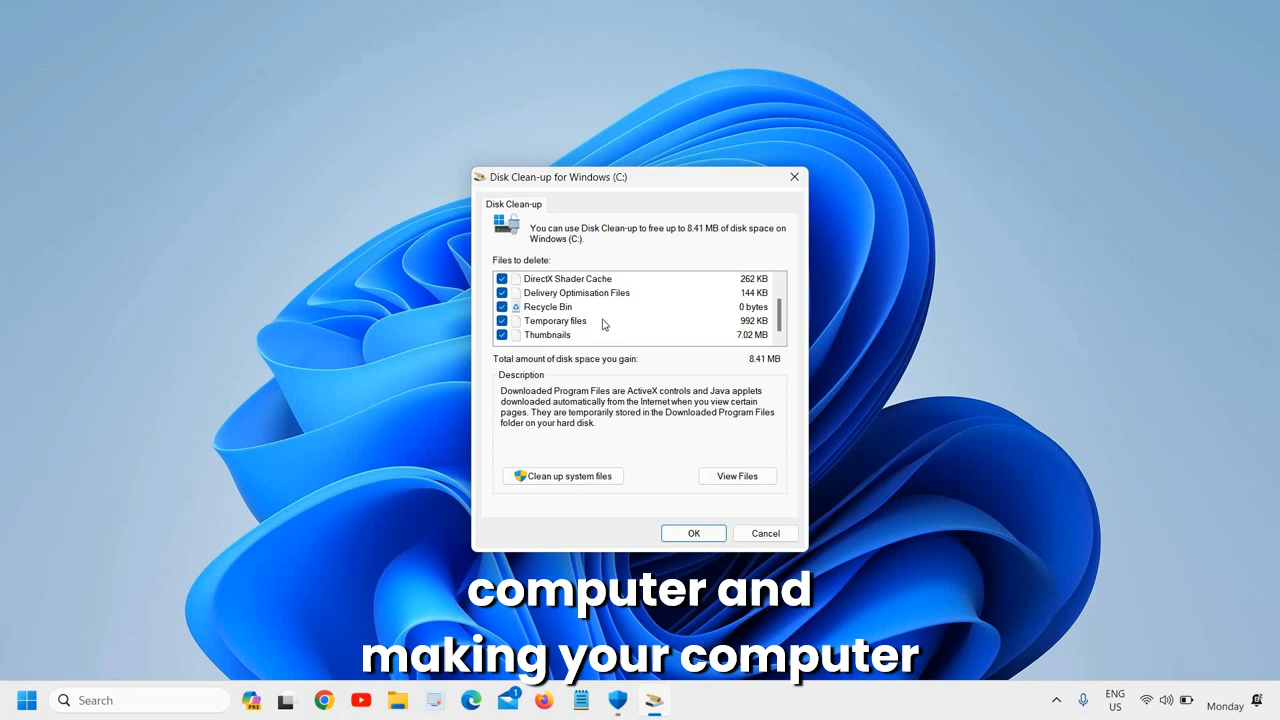 Disk Clean-up for Windows (C:)
Disk Clean-up
You can use Disk Clean-up to free up to 8.41 MB of disk space on
Windows (C:).
Files to delete:
DirectX Shader Cache 262 KB
Delivery Optimisation Files 144 KB
Recycle Bin 0 bytes
Temporary files 992 KB
Thumbnails 7.02 MB
Total amount of disk space you gain: 8.41 MB
Description
Downloaded Program Files are ActiveX controls and Java applets
downloaded automatically from the Internet when you view certain
pages. They are temporarily stored in the Downloaded Program Files
folder on your hard disk.
Clean up system files View Files
OK Cancel
computer and
making your computer
Search PRE 1 ENG
US Monday